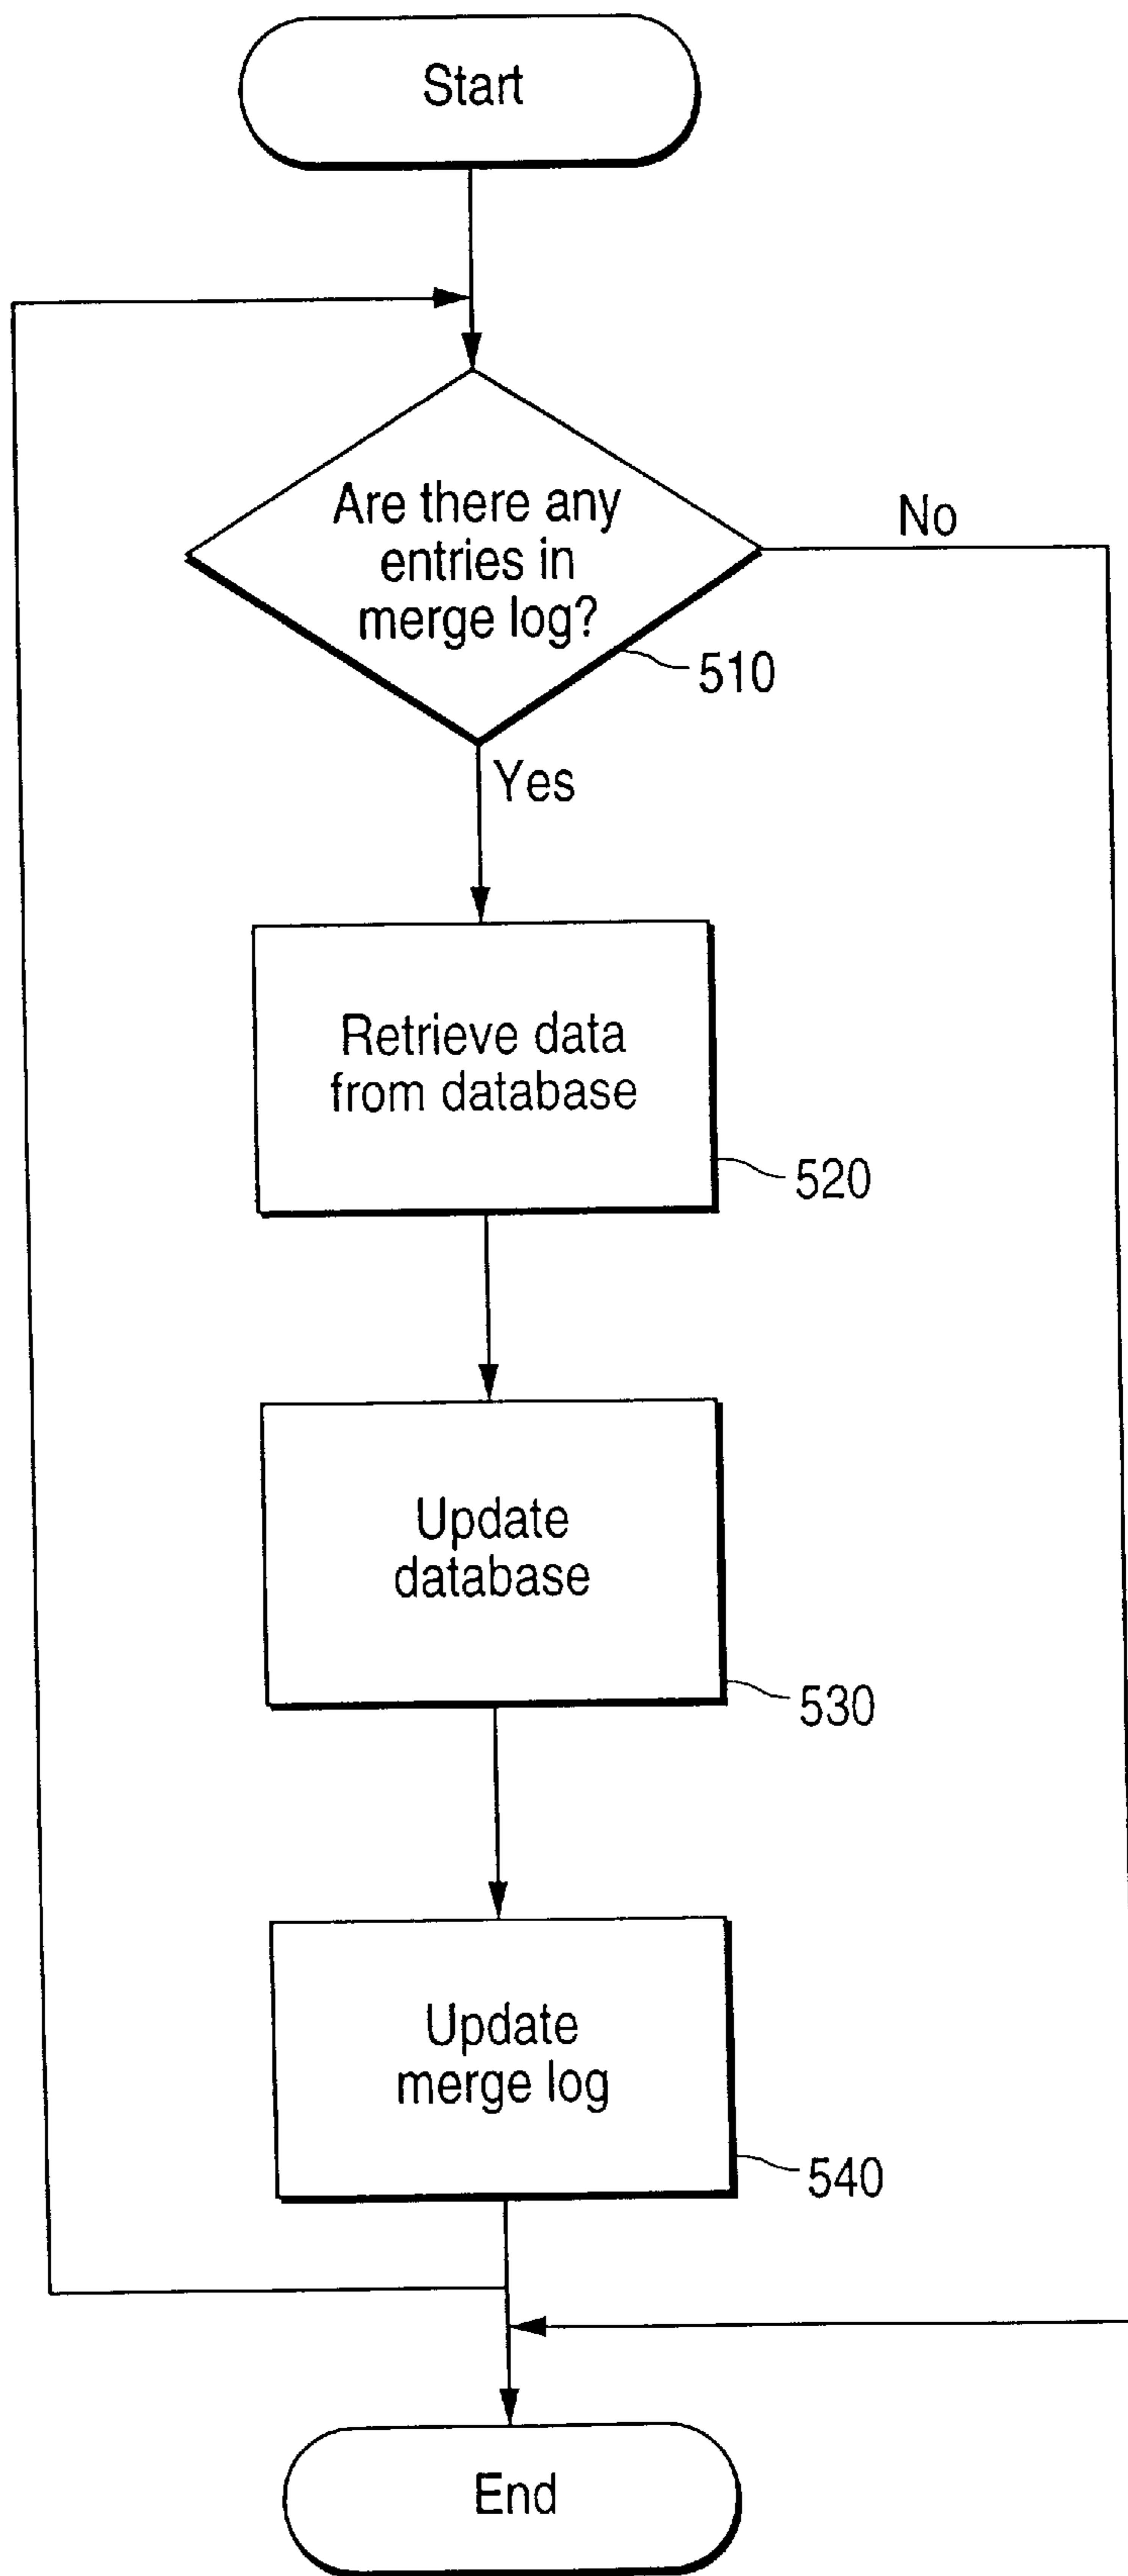 Start
Are there any
entries in
merge log?
No
510
Yes
Retrieve data
from database
520
Update
database
530
Update
merge log
540
End